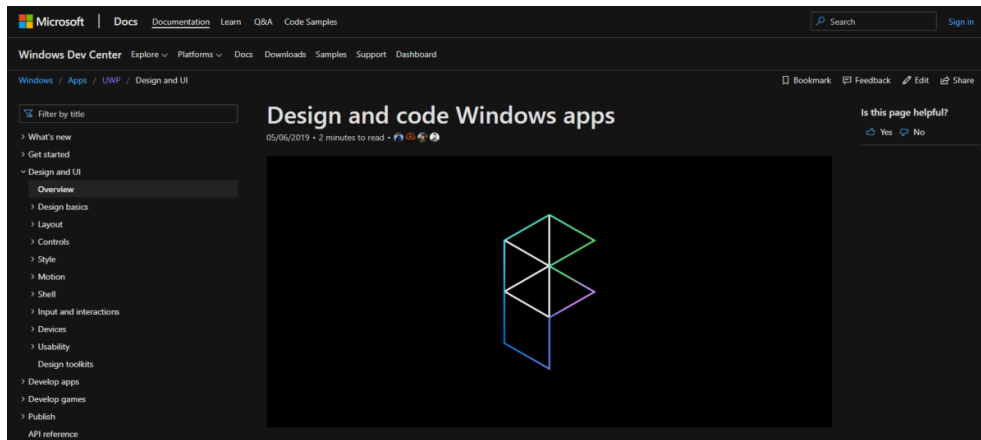 Microsoft Docs Documentation Learn Q&A Code Samples Search Sign in
Windows Dev Center Explore Platforms Docs Downloads Samples Support Dashboard
Windows / Apps / UWP / Design and UI Bookmark Feedback Edit Share
Filter by title
What's new
Get started
Design and UI
Overview
Design basics
Layout
Controls
Style
Motion
Shell
Input and interactions
Devices
Usability
Design toolkits
Develop apps
Develop games
Publish
API reference
Design and code Windows apps
05/06/2019 • 2 minutes to read •
Is this page helpful?
Yes No